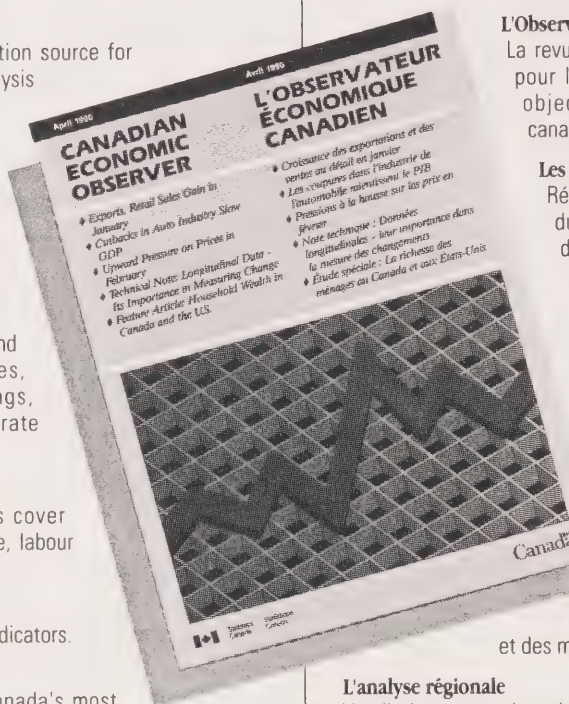 tion source for
ysis
nd
es,
gs,
rate
s cover
e, labour
dicators.
anada's most
April 1990
CANADIAN
ECONOMIC
OBSERVER
♦ Exports, Retail Sales Gain in
January
♦ Cutbacks in Auto Industry Slow
GDP
♦ Upward Pressure on Prices in
February
♦ Technical Note: Longitudinal Data -
Its Importance in Measuring Change
♦ Feature Article: Household Wealth in
Canada and the U.S.
Avril 1990
L'OBSERVATEUR
ÉCONOMIQUE
CANADIEN
♦ Croissance des exportations et des
ventes au détail en janvier
♦ Les coupures dans l'industrie de
l'automobile ralentissent le PIB
♦ Pressions à la hausse sur les prix en
février
♦ Note technique : Données
longitudinales - leur importance dans
la mesure des changements
♦ Étude spéciale : La richesse des
ménages au Canada et aux États-Unis
Statistics Statistique
Canada Canada
Canada
L'Observ
La revu
pour l
objec
cana
Les
Ré
du
d
et des m
L'analyse régionale